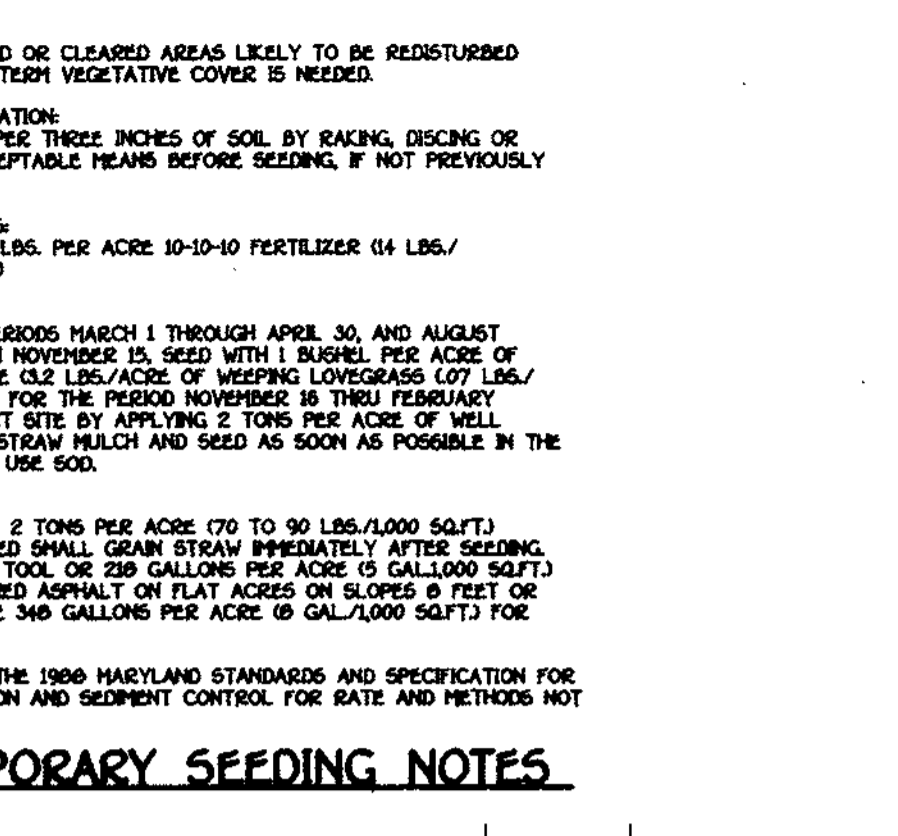 D OR CLEARED AREAS LIKELY TO BE REDISTURBED
TERM VEGETATIVE COVER IS NEEDED.
ATION:
PER THREE INCHES OF SOIL BY RAKING, DISCING OR
EPTABLE MEANS BEFORE SEEDING, IF NOT PREVIOUSLY
S:
LBS. PER ACRE 10-10-10 FERTILIZER (14 LBS./
)
ERIODS MARCH 1 THROUGH APRIL 30, AND AUGUST
H NOVEMBER 15, SEED WITH 1 BUSHEL PER ACRE OF
E (3.2 LBS./ACRE OF WEEPING LOVEGRASS (.07 LBS./
FOR THE PERIOD NOVEMBER 16 THRU FEBRUARY
CT SITE BY APPLYING 2 TONS PER ACRE OF WELL
STRAW MULCH AND SEED AS SOON AS POSSIBLE IN THE
USE SOD.
2 TONS PER ACRE (70 TO 90 LBS./1,000 SQ.FT.)
ED SMALL GRAIN STRAW IMMEDIATELY AFTER SEEDING.
TOOL OR 218 GALLONS PER ACRE (5 GAL.1,000 SQ.FT.)
ED ASPHALT ON FLAT ACRES ON SLOPES 8 FEET OR
E 348 GALLONS PER ACRE (8 GAL./1,000 SQ.FT.) FOR
THE 1988 MARYLAND STANDARDS AND SPECIFICATION FOR
ON AND SEDIMENT CONTROL FOR RATE AND METHODS NOT
PORARY SEEDING NOTES